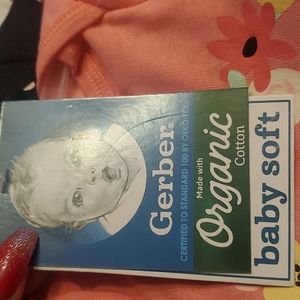 Gerber®
CERTIFIED TO STANDARD 100 BY OEKO-TEX®
Made with
Organic
Cotton
baby soft